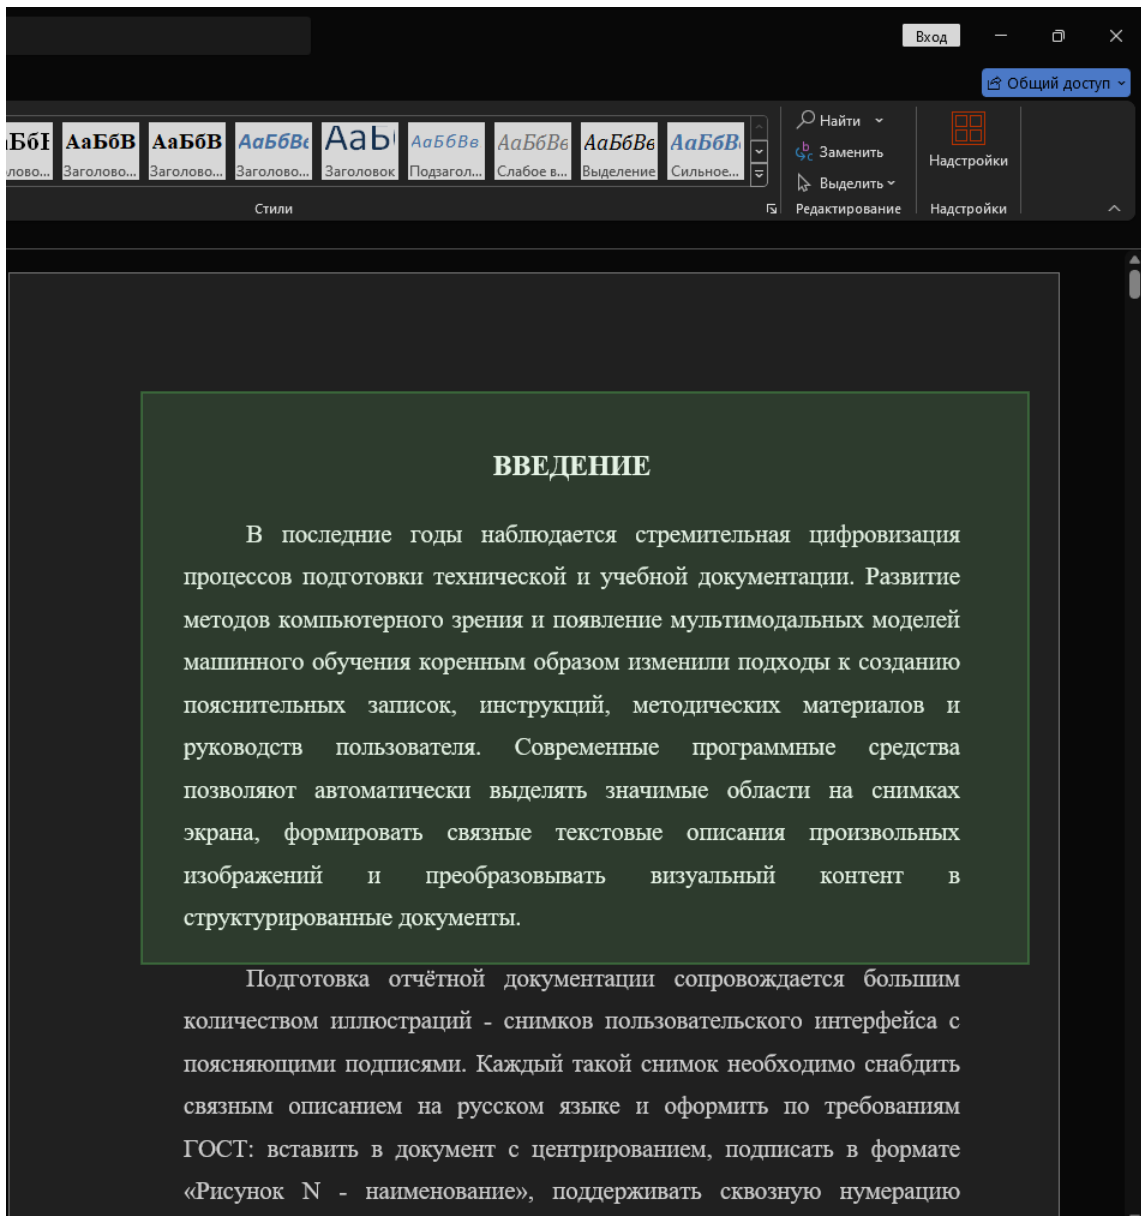 Вход
Общий доступ
АаБбВ АаБбВ АаБбВв АаБбВв АаБбВв АаБбВв
Заголово... Заголово... Заголово... Заголовок Подзагол... Слабое в... Выделение Сильное...
Найти
Заменить
Выделить
Надстройки
Стили
Редактирование
Надстройки
ВВЕДЕНИЕ
В последние годы наблюдается стремительная цифровизация
процессов подготовки технической и учебной документации. Развитие
методов компьютерного зрения и появление мультимодальных моделей
машинного обучения коренным образом изменили подходы к созданию
пояснительных записок, инструкций, методических материалов и
руководств пользователя. Современные программные средства
позволяют автоматически выделять значимые области на снимках
экрана, формировать связные текстовые описания произвольных
изображений и преобразовывать визуальный контент в
структурированные документы.
Подготовка отчётной документации сопровождается большим
количеством иллюстраций - снимков пользовательского интерфейса с
поясняющими подписями. Каждый такой снимок необходимо снабдить
связным описанием на русском языке и оформить по требованиям
ГОСТ: вставить в документ с центрированием, подписать в формате
«Рисунок N - наименование», поддерживать сквозную нумерацию